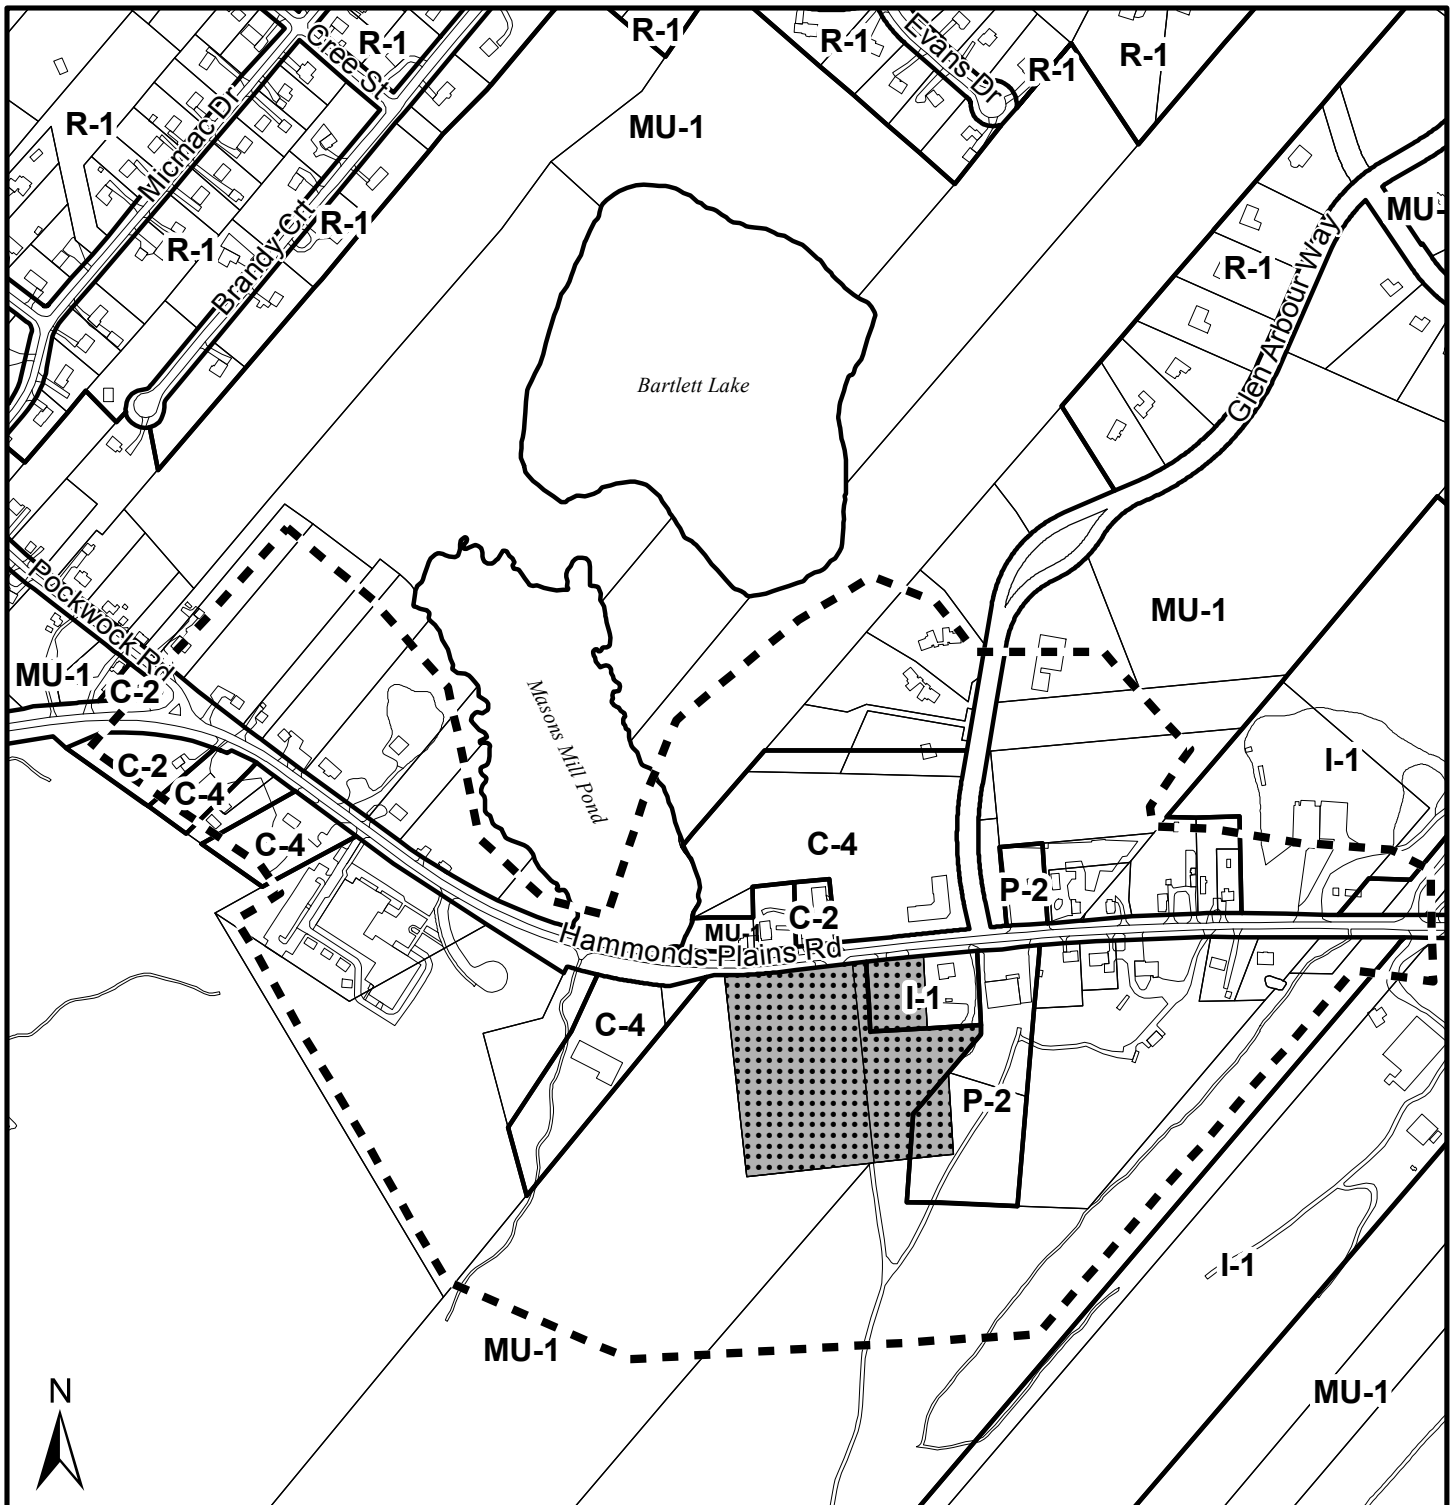 R-1
R-1
R-1
R-1
R-1
Cree St
Evans Dr
R-1
Micmac Dr
MU-1
R-1
R-1
Brandy Crt
MU-
R-1
Glen Arbour Way
Bartlett Lake
Pockwock Rd
MU-1
MU-1
C-2
Masons Mill Pond
C-2
C-4
I-1
C-4
C-4
P-2
C-2
MU-1
Hammonds Plains Rd
I-1
C-4
P-2
I-1
MU-1
MU-1
N